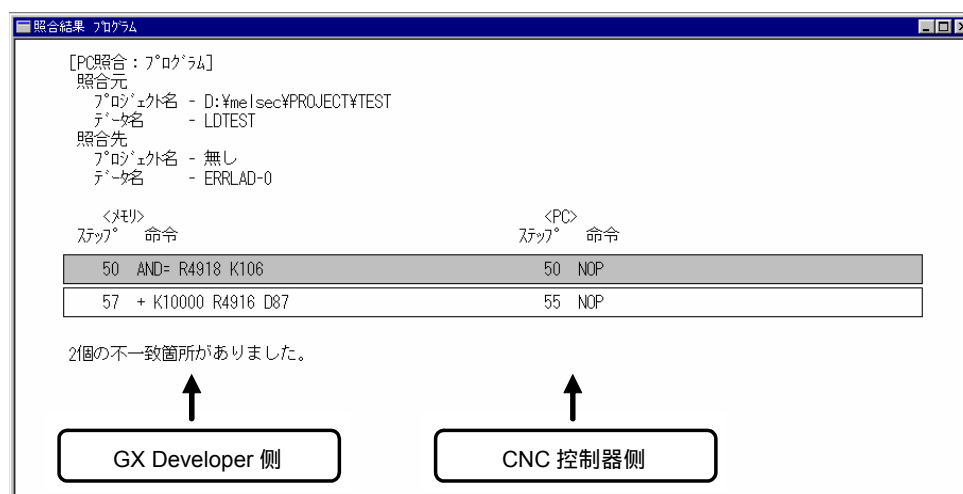 照合結果 プログラム
[PC照合：プログラム]
照合元
プロジェクト名 - D:¥melsec¥PROJECT¥TEST
データ名 - LDTEST
照合先
プロジェクト名 - 無し
データ名 - ERRLAD-0
<メモリ> <PC>
ステップ 命令 ステップ 命令
50 AND= R4918 K106 50 NOP
57 + K10000 R4916 D87 55 NOP
2個の不一致箇所がありました。
GX Developer 侧 CNC 控制器侧